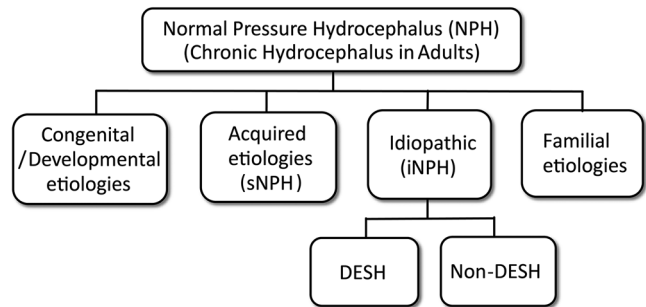 Normal Pressure Hydrocephalus (NPH)
(Chronic Hydrocephalus in Adults)
Congenital
/Developmental
etiologies
Acquired
etiologies
(sNPH)
Idiopathic
(iNPH)
Familial
etiologies
DESH
Non-DESH